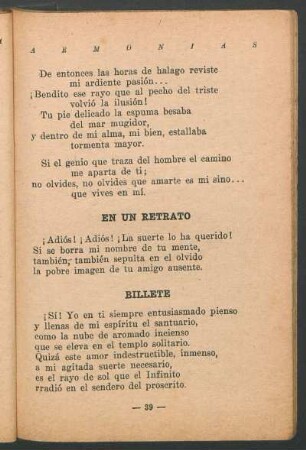 ARMONIAS
De entonces las horas de halago reviste
mi ardiente pasión...
¡Bendito ese rayo que al pecho del triste
volvió la ilusión!
Tu pie delicado la espuma besaba
del mar mugidor,
y dentro de mi alma, mi bien, estallaba
tormenta mayor.
Si el genio que traza del hombre el camino
me aparta de ti;
no olvides, no olvides que amarte es mi sino...
que vives en mí.
EN UN RETRATO
¡Adiós! ¡Adiós! ¡La suerte lo ha querido!
Si se borra mi nombre de tu mente,
también, también sepulta en el olvido
la pobre imagen de tu amigo ausente.
BILLETE
¡Sí! Yo en ti siempre entusiasmado pienso
y llenas de mi espíritu el santuario,
como la nube de aromado incienso
que se eleva en el templo solitario.
Quizá este amor indestructible, inmenso,
a mi agitada suerte necesario,
es el rayo de sol que el Infinito
irradió en el sendero del proscrito.
— 39 —